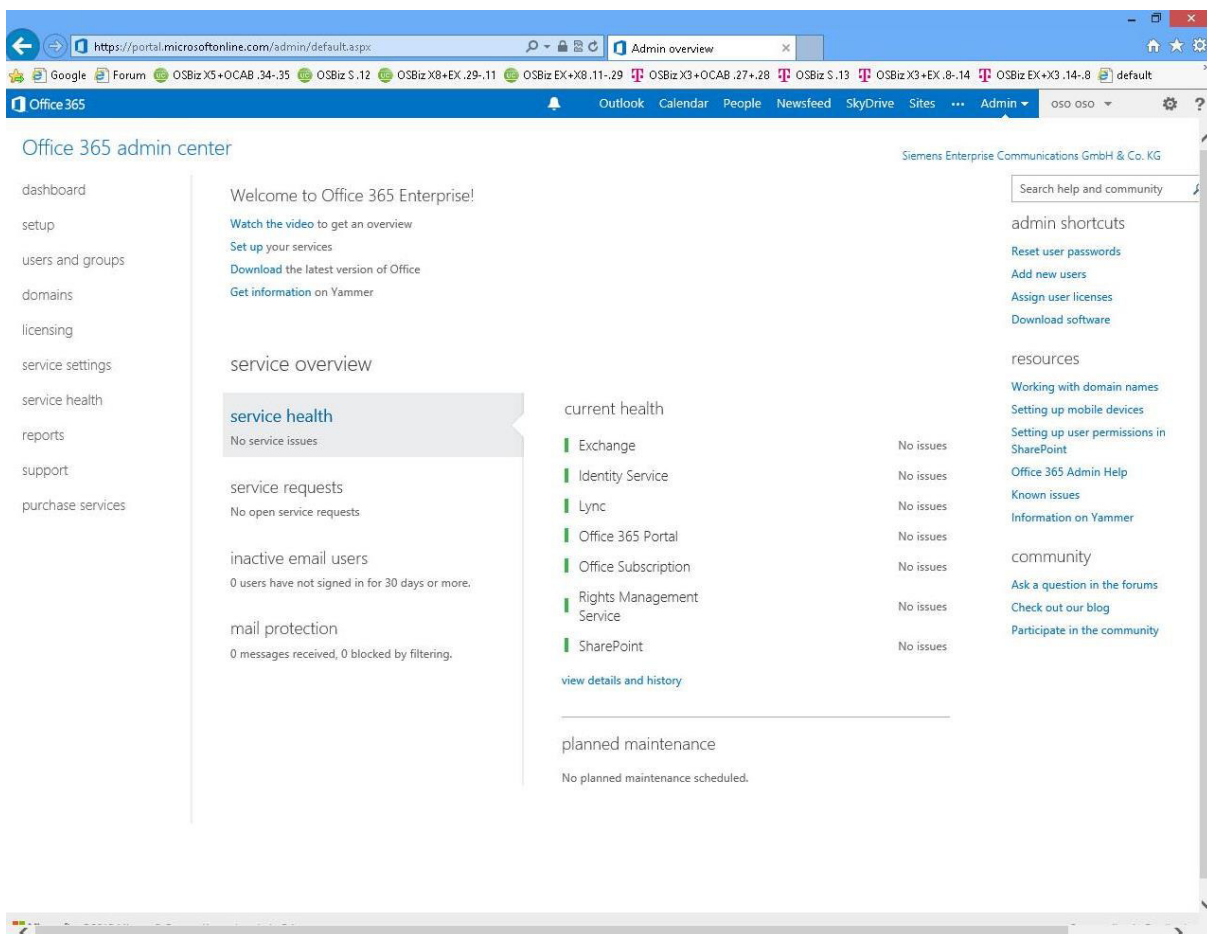 https://portal.microsoftonline.com/admin/default.aspx
Admin overview
Google Forum OSBiz X5+OCAB .34-.35 OSBiz S .12 OSBiz X8+EX .29-.11 OSBiz EX+X8 .11-.29 OSBiz X3+OCAB .27+.28 OSBiz S .13 OSBiz X3+EX .8-.14 OSBiz EX+X3 .14-.8 default
Office 365
Outlook Calendar People Newsfeed SkyDrive Sites ... Admin oso oso ?
Office 365 admin center
Siemens Enterprise Communications GmbH & Co. KG
dashboard
setup
users and groups
domains
licensing
service settings
service health
reports
support
purchase services
Welcome to Office 365 Enterprise!
Watch the video to get an overview
Set up your services
Download the latest version of Office
Get information on Yammer
service overview
service health
No service issues
service requests
No open service requests
inactive email users
0 users have not signed in for 30 days or more.
mail protection
0 messages received, 0 blocked by filtering.
current health
Exchange No issues
Identity Service No issues
Lync No issues
Office 365 Portal No issues
Office Subscription No issues
Rights Management
Service No issues
SharePoint No issues
view details and history
planned maintenance
No planned maintenance scheduled.
Search help and community
admin shortcuts
Reset user passwords
Add new users
Assign user licenses
Download software
resources
Working with domain names
Setting up mobile devices
Setting up user permissions in
SharePoint
Office 365 Admin Help
Known issues
Information on Yammer
community
Ask a question in the forums
Check out our blog
Participate in the community